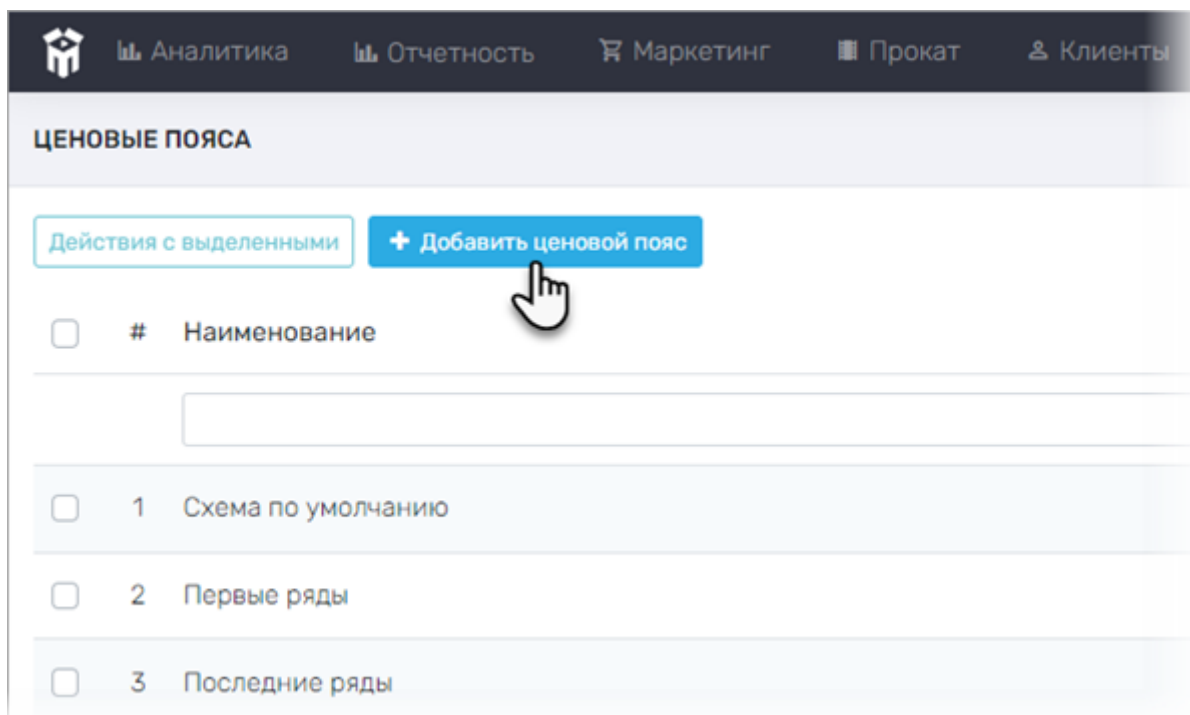 Аналитика Отчетность Маркетинг Прокат Клиенты
ЦЕНОВЫЕ ПОЯСА
Действия с выделенными + Добавить ценовой пояс
# Наименование
1 Схема по умолчанию
2 Первые ряды
3 Последние ряды